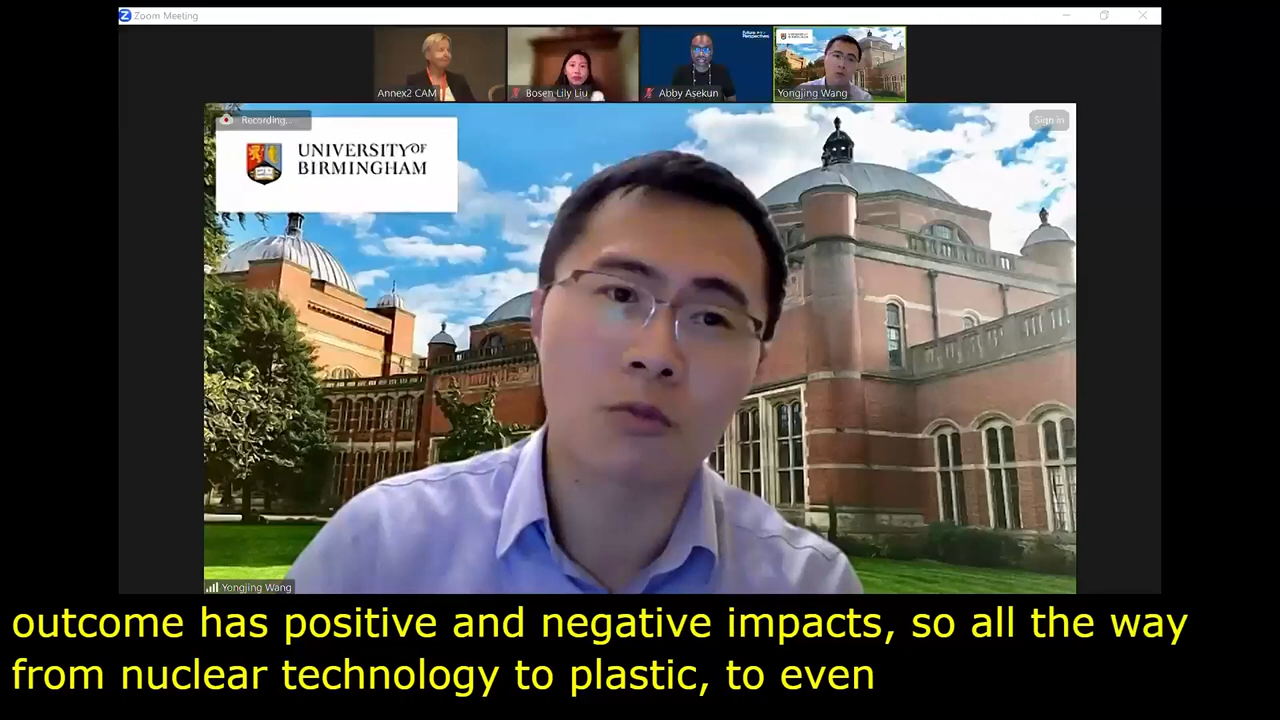 Zoom Meeting
Annex2 CAM
Bosen Lily Liu
Abby Asekun
Yongjing Wang
Recording...
Sign in
UNIVERSITY OF
BIRMINGHAM
Yongjing Wang
outcome has positive and negative impacts, so all the way
from nuclear technology to plastic, to even